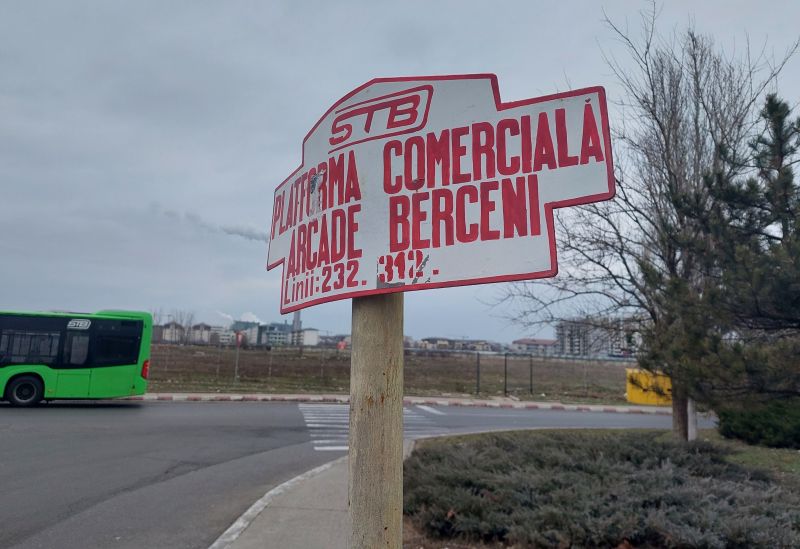 STB
PLATFORMA COMERCIALĂ
ARCADE BERCENI
Linii: 232. 312.
STB